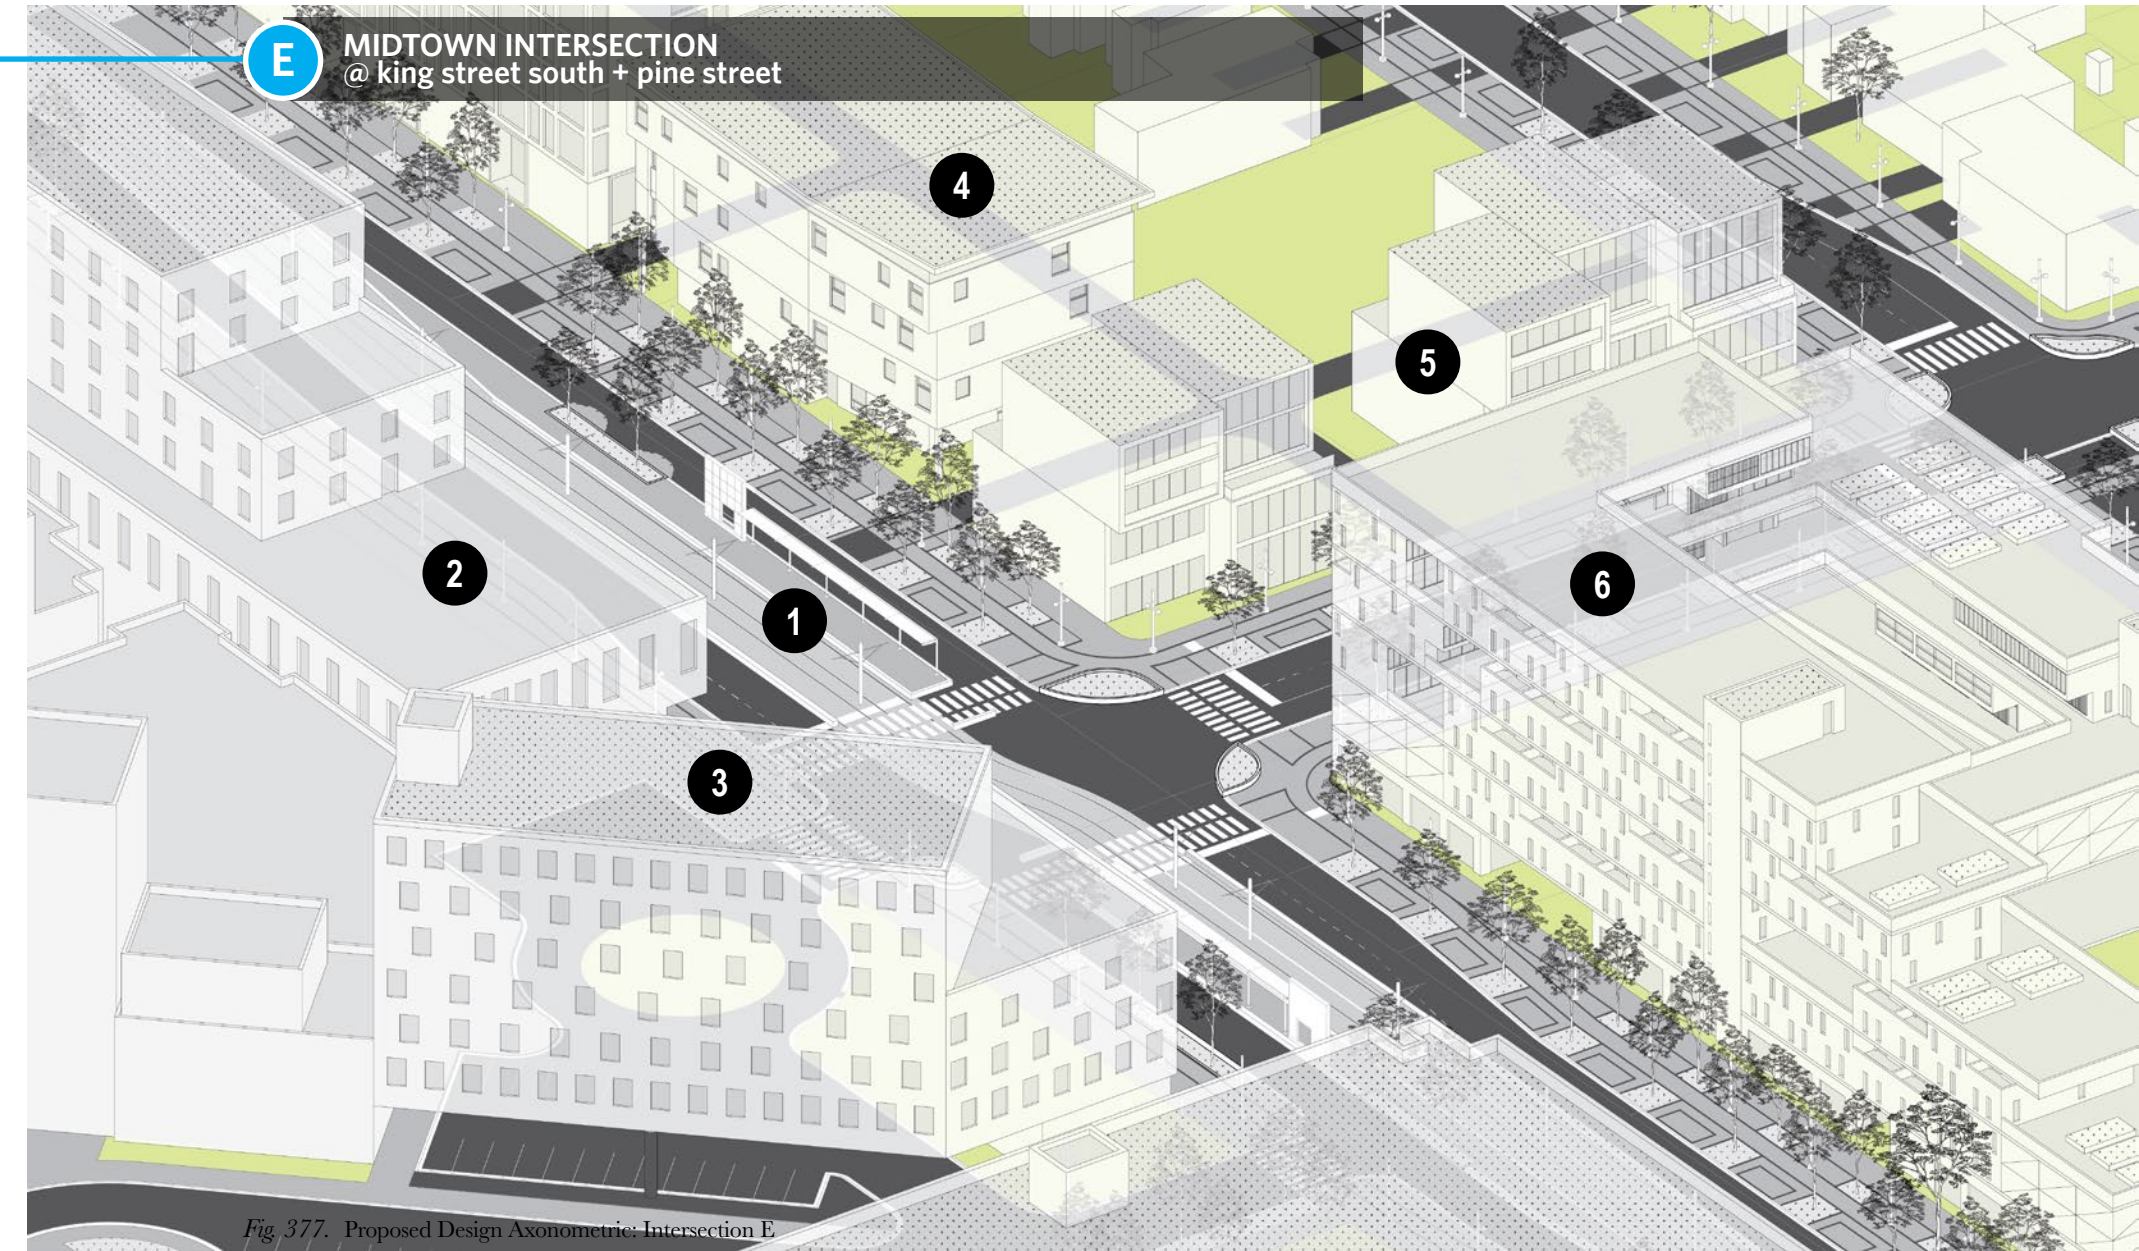 E
MIDTOWN INTERSECTION
@ king street south + pine street
4
5
2
6
1
3
Fig. 377. Proposed Design Axonometric: Intersection E